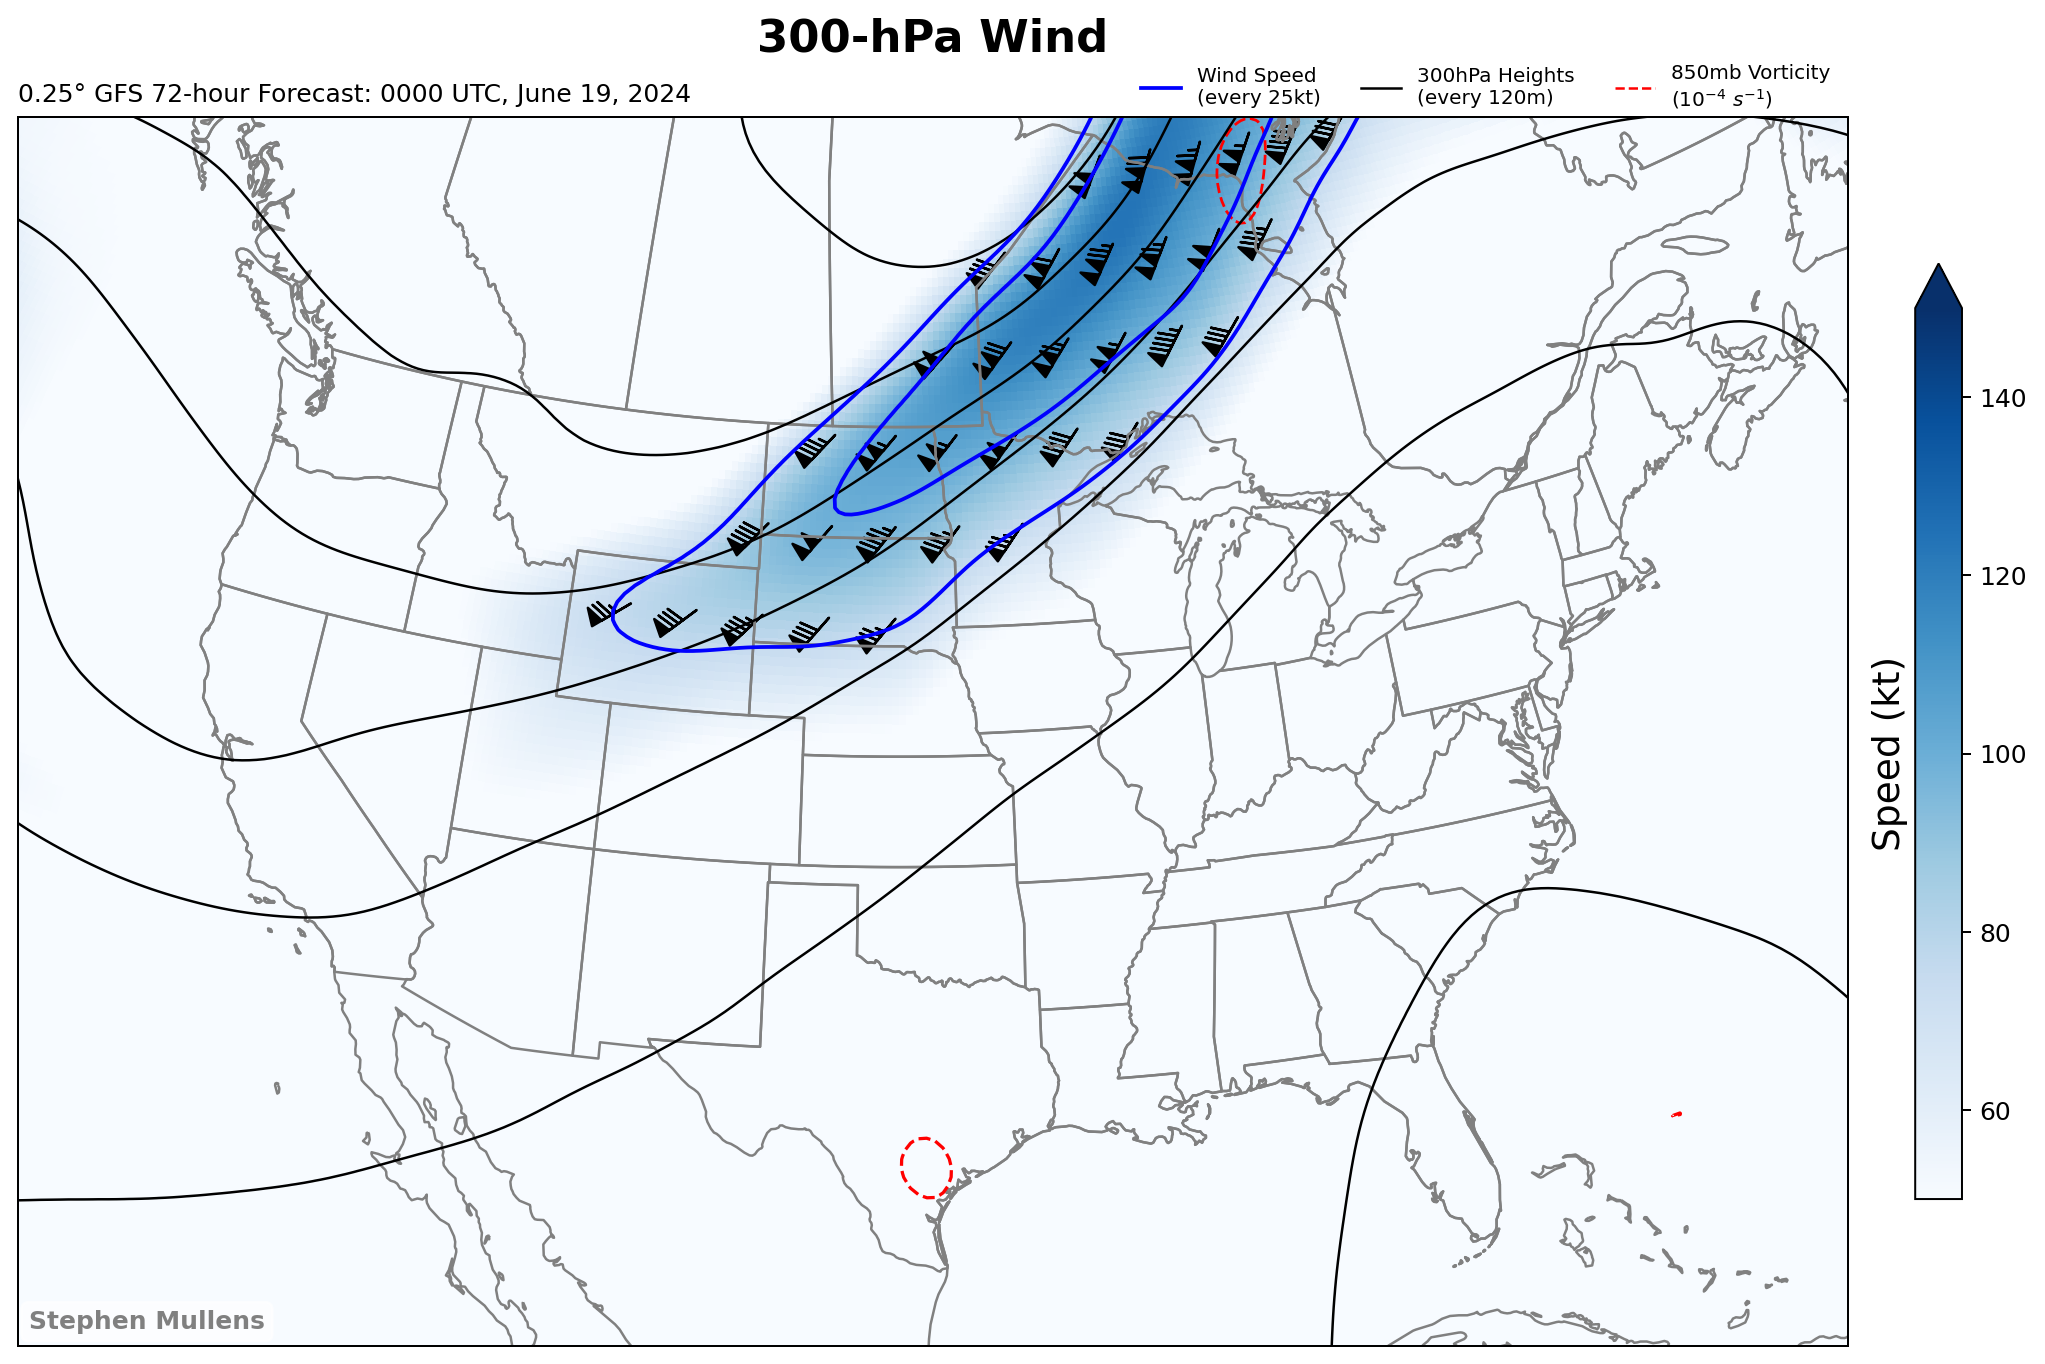 300-hPa Wind
0.25° GFS 72-hour Forecast: 0000 UTC, June 19, 2024
Wind Speed
(every 25kt)
300hPa Heights
(every 120m)
850mb Vorticity
(10⁻⁴ s⁻¹)
140
120
100
80
60
Speed (kt)
Stephen Mullens